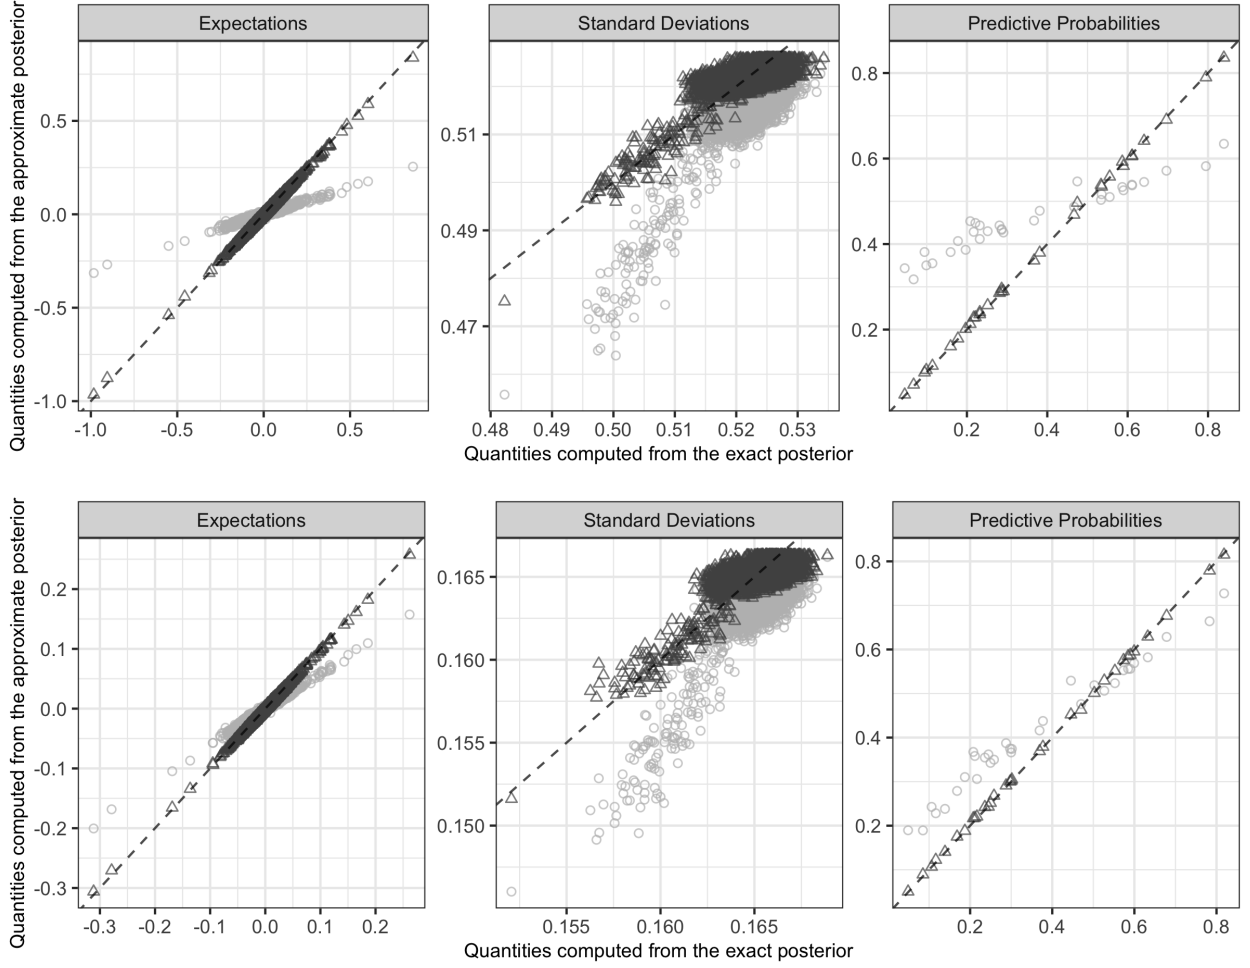 Expectations
Standard Deviations
Predictive Probabilities
Quantities computed from the approximate posterior
0.5
0.0
-0.5
-1.0
-1.0 -0.5 0.0 0.5
0.51
0.49
0.47
0.48 0.49 0.50 0.51 0.52 0.53
0.8
0.6
0.4
0.2
0.2 0.4 0.6 0.8
Quantities computed from the exact posterior
Expectations
Standard Deviations
Predictive Probabilities
Quantities computed from the approximate posterior
0.2
0.1
0.0
-0.1
-0.2
-0.3
-0.3 -0.2 -0.1 0.0 0.1 0.2
0.165
0.160
0.155
0.150
0.155 0.160 0.165
0.8
0.6
0.4
0.2
0.2 0.4 0.6 0.8
Quantities computed from the exact posterior